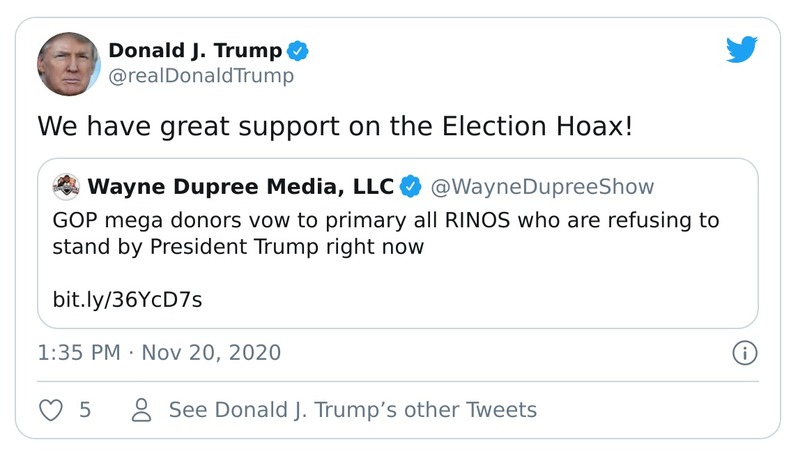 Donald J. Trump
@realDonaldTrump
We have great support on the Election Hoax!
Wayne Dupree Media, LLC @WayneDupreeShow
GOP mega donors vow to primary all RINOS who are refusing to
stand by President Trump right now
bit.ly/36YcD7s
1:35 PM · Nov 20, 2020
5 See Donald J. Trump’s other Tweets